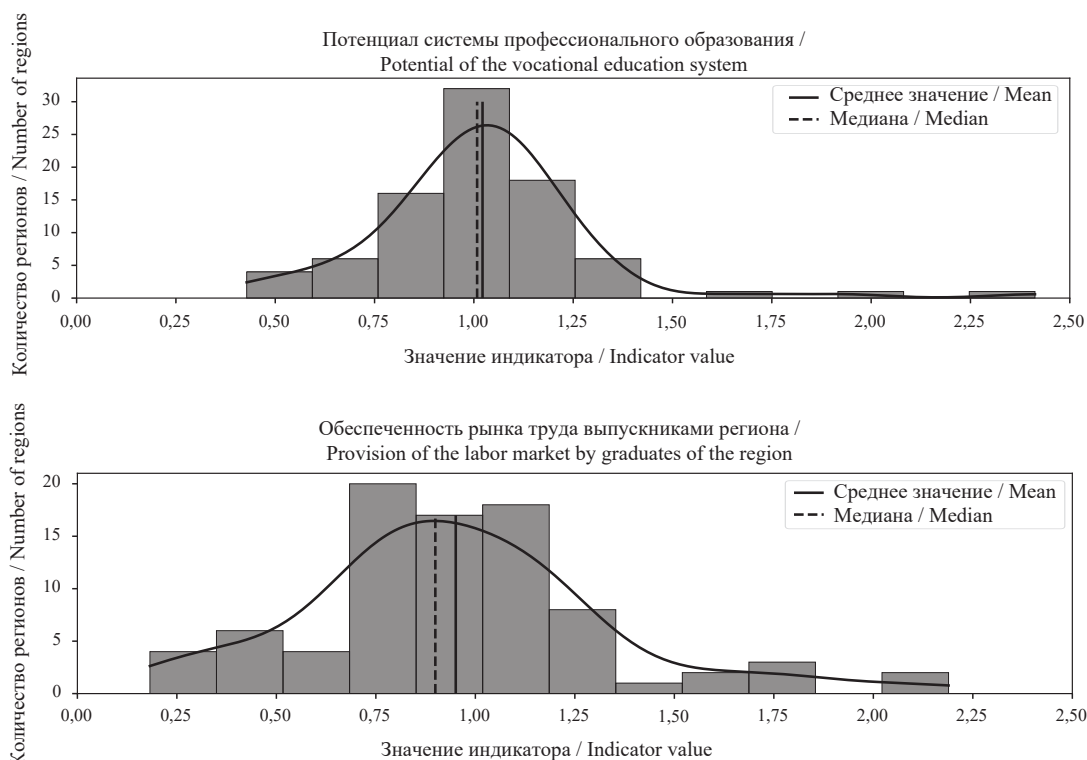 Потенциал системы профессионального образования /
Potential of the vocational education system
Количество регионов / Number of regions
30
25
20
15
10
5
0
Среднее значение / Mean
Медиана / Median
0,00 0,25 0,50 0,75 1,00 1,25 1,50 1,75 2,00 2,25 2,50
Значение индикатора / Indicator value
Обеспеченность рынка труда выпускниками региона /
Provision of the labor market by graduates of the region
Количество регионов / Number of regions
20
15
10
5
0
Среднее значение / Mean
Медиана / Median
0,00 0,25 0,50 0,75 1,00 1,25 1,50 1,75 2,00 2,25 2,50
Значение индикатора / Indicator value